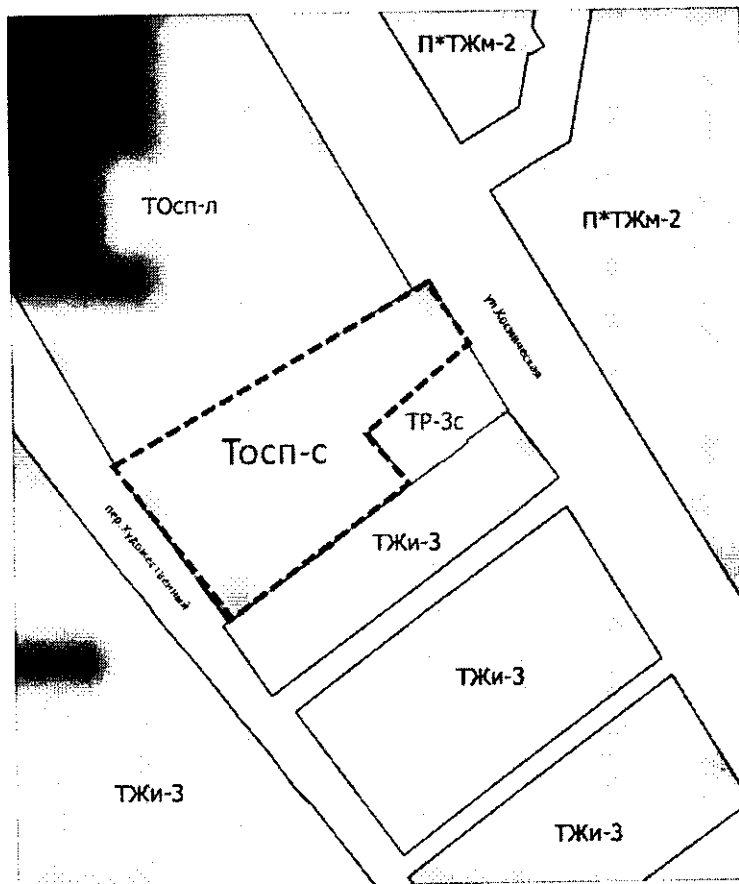 П*ТЖм-2
ТОсп-л
П*ТЖм-2
ул.Космическая
ТР-3с
Тосп-с
пер.Художественный
ТЖи-3
ТЖи-3
ТЖи-3
ТЖи-3